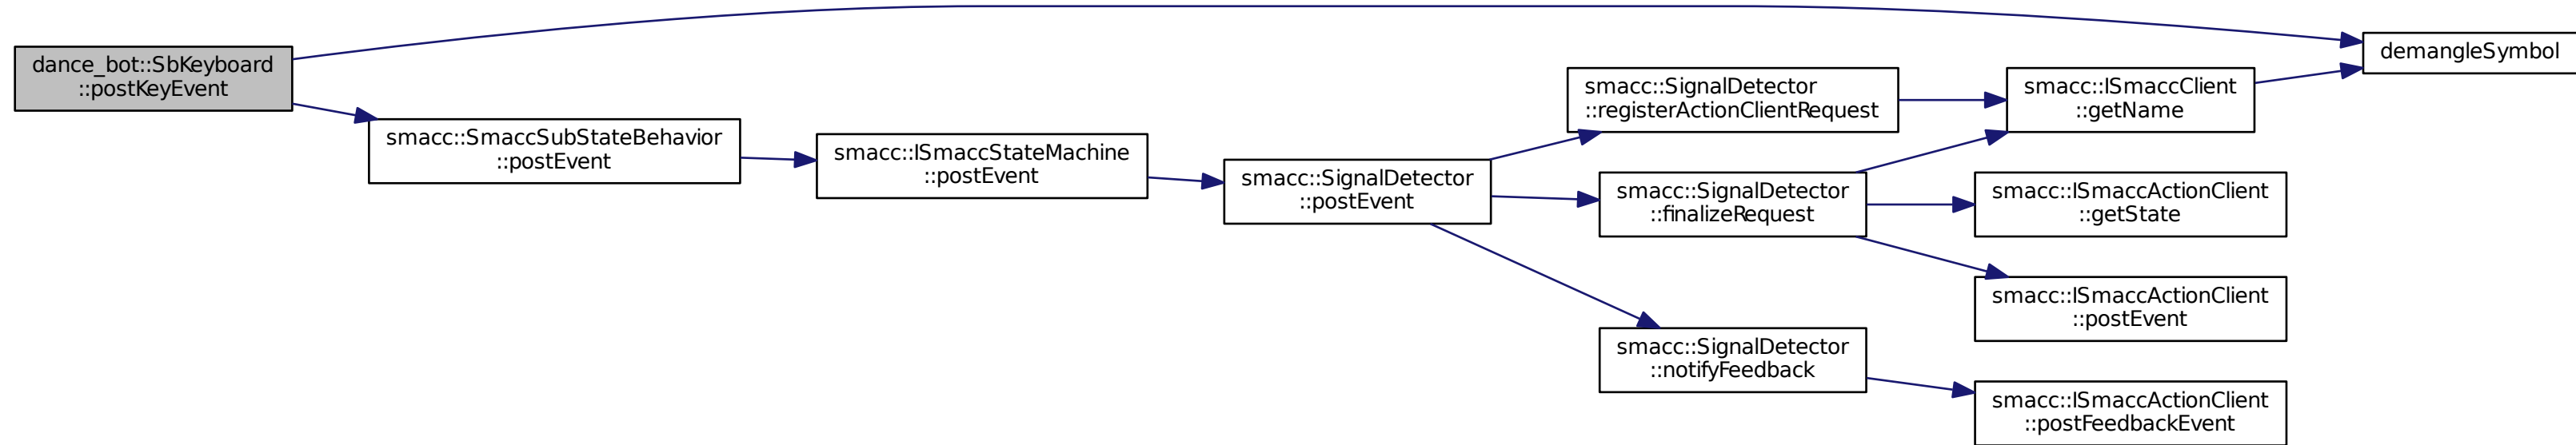 dance_bot::SbKeyboard
::postKeyEvent
smacc::SmaccSubStateBehavior
::postEvent
smacc::ISmaccStateMachine
::postEvent
smacc::SignalDetector
::postEvent
smacc::SignalDetector
::registerActionClientRequest
smacc::SignalDetector
::finalizeRequest
smacc::SignalDetector
::notifyFeedback
smacc::ISmaccClient
::getName
smacc::ISmaccActionClient
::getState
smacc::ISmaccActionClient
::postEvent
smacc::ISmaccActionClient
::postFeedbackEvent
demangleSymbol